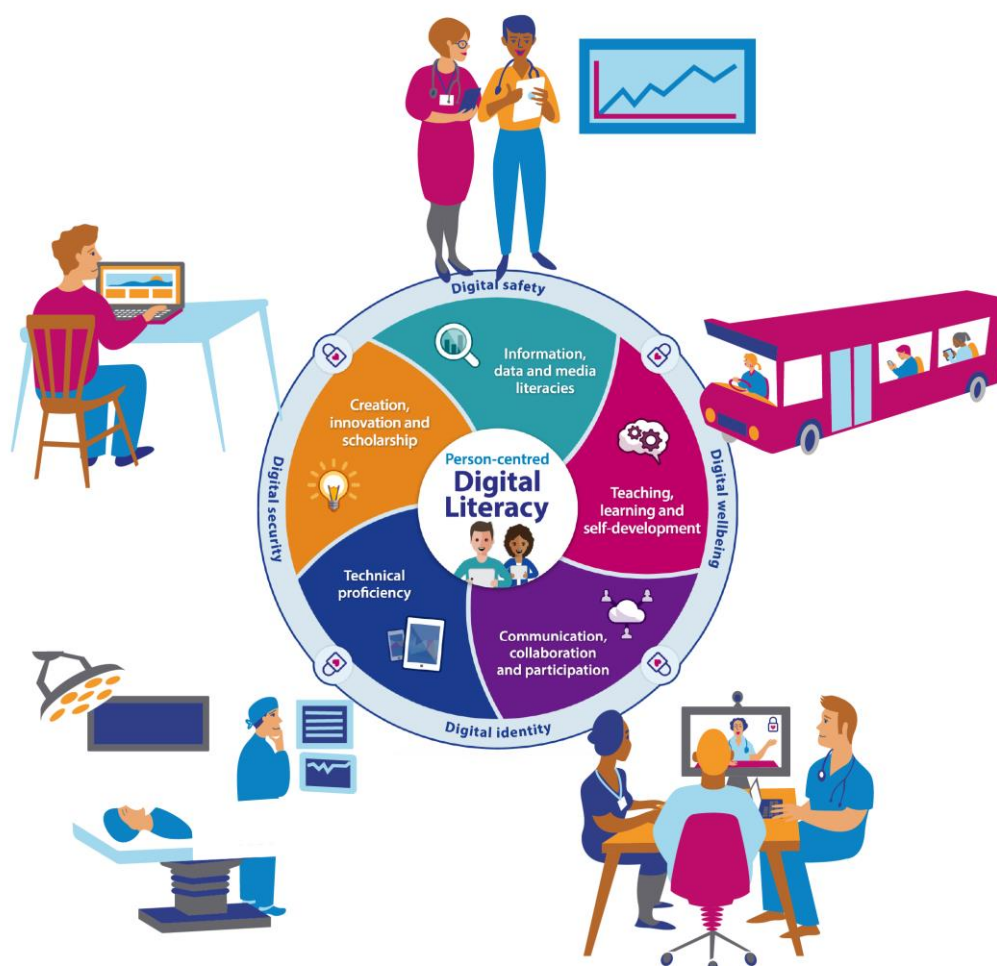 Digital safety
Information,
data and media
literacies
Creation,
innovation and
scholarship
Person-centred
Digital
Literacy
Teaching,
learning and
self-development
Technical
proficiency
Communication,
collaboration
and participation
Digital security
Digital wellbeing
Digital identity